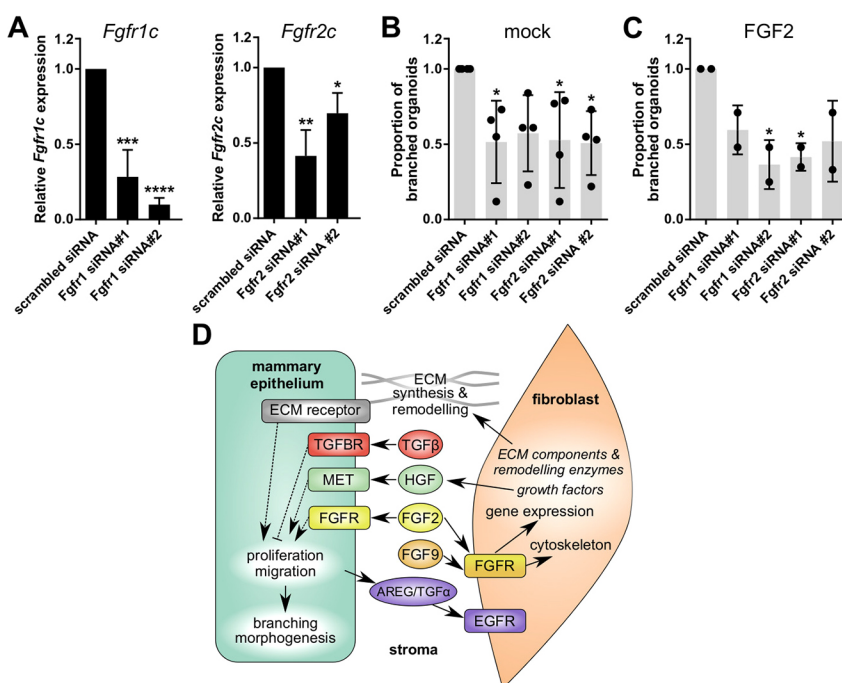 A
Fgfr1c
Relative Fgfr1c expression
1.2
1.0
0.5
0.0
***
****
scrambled siRNA
Fgfr1 siRNA#1
Fgfr1 siRNA#2
Fgfr2c
Relative Fgfr2c expression
1.2
1.0
0.5
0.0
**
*
scrambled siRNA
Fgfr2 siRNA#1
Fgfr2 siRNA #2
B
mock
Proportion of
branched organoids
1.2
1.0
0.5
0.0
*
*
*
scrambled siRNA
Fgfr1 siRNA#1
Fgfr1 siRNA#2
Fgfr2 siRNA#1
Fgfr2 siRNA #2
C
FGF2
Proportion of
branched organoids
1.2
1.0
0.5
0.0
*
*
scrambled siRNA
Fgfr1 siRNA#1
Fgfr1 siRNA#2
Fgfr2 siRNA#1
Fgfr2 siRNA #2
D
mammary
epithelium
ECM
synthesis &
remodelling
fibroblast
ECM receptor
TGFBR
TGFβ
ECM components &
remodelling enzymes
MET
HGF
growth factors
gene expression
FGFR
FGF2
cytoskeleton
proliferation
migration
FGF9
FGFR
AREG/TGFα
EGFR
branching
morphogenesis
stroma